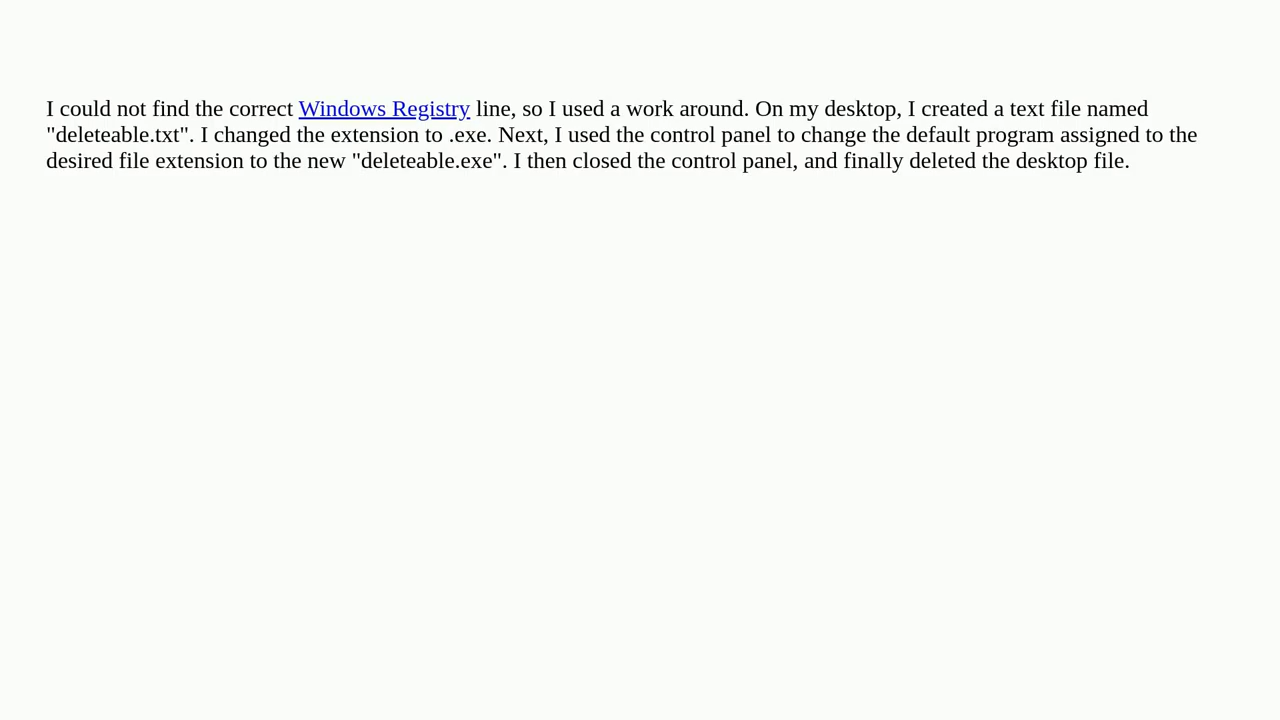 I could not find the correct Windows Registry line, so I used a work around. On my desktop, I created a text file named
"deleteable.txt". I changed the extension to .exe. Next, I used the control panel to change the default program assigned to the
desired file extension to the new "deleteable.exe". I then closed the control panel, and finally deleted the desktop file.